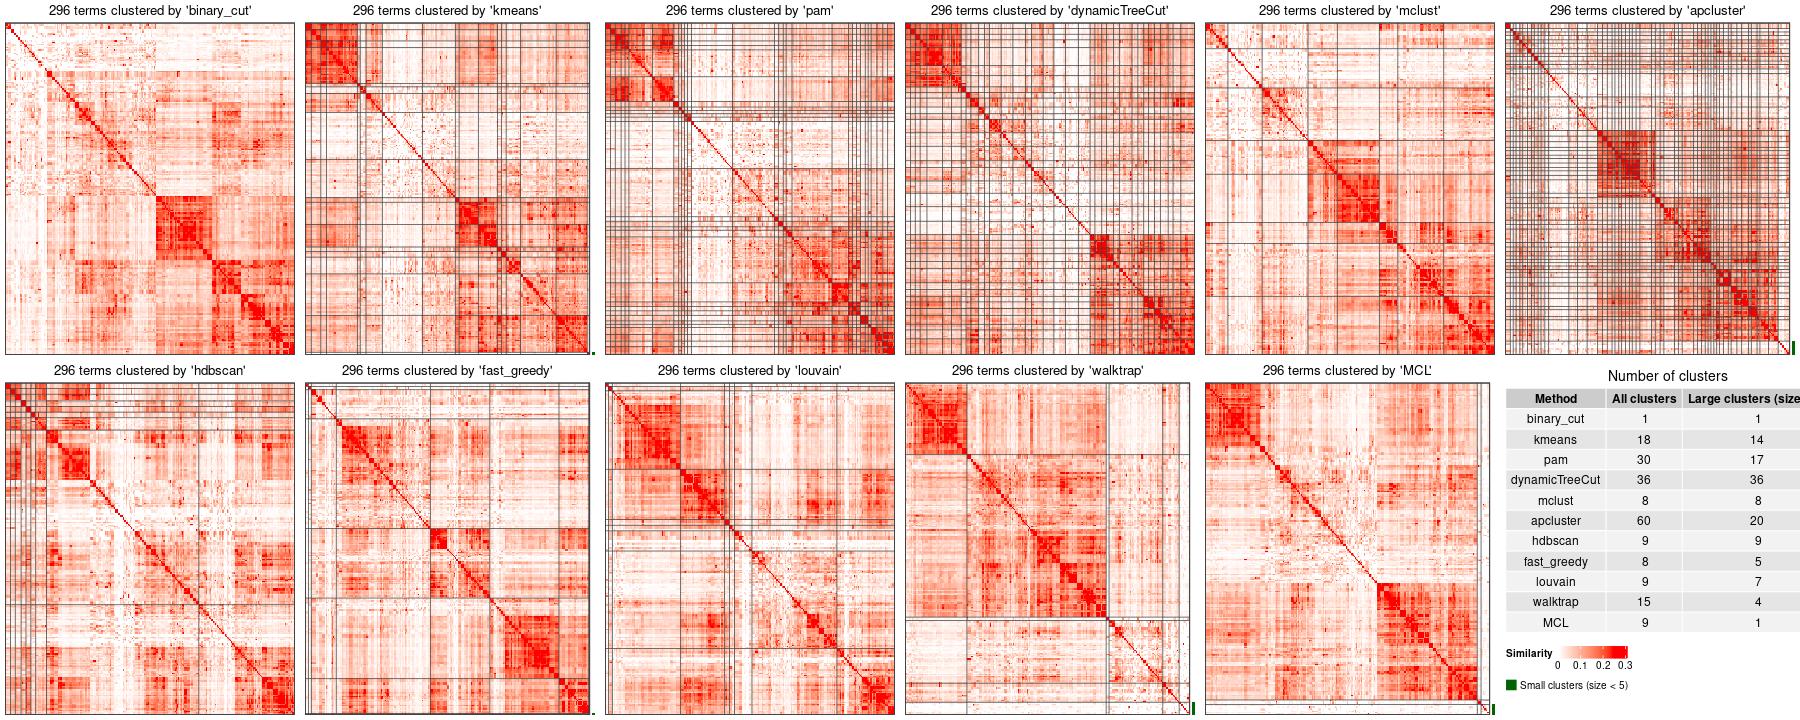 296 terms clustered by 'binary_cut'
296 terms clustered by 'kmeans'
296 terms clustered by 'pam'
296 terms clustered by 'dynamicTreeCut'
296 terms clustered by 'mclust'
296 terms clustered by 'apcluster'
296 terms clustered by 'hdbscan'
296 terms clustered by 'fast_greedy'
296 terms clustered by 'louvain'
296 terms clustered by 'walktrap'
296 terms clustered by 'MCL'
Number of clusters
Method All clusters Large clusters (size
binary_cut 1 1
kmeans 18 14
pam 30 17
dynamicTreeCut 36 36
mclust 8 8
apcluster 60 20
hdbscan 9 9
fast_greedy 8 5
louvain 9 7
walktrap 15 4
MCL 9 1
Similarity
0 0.1 0.2 0.3
Small clusters (size < 5)